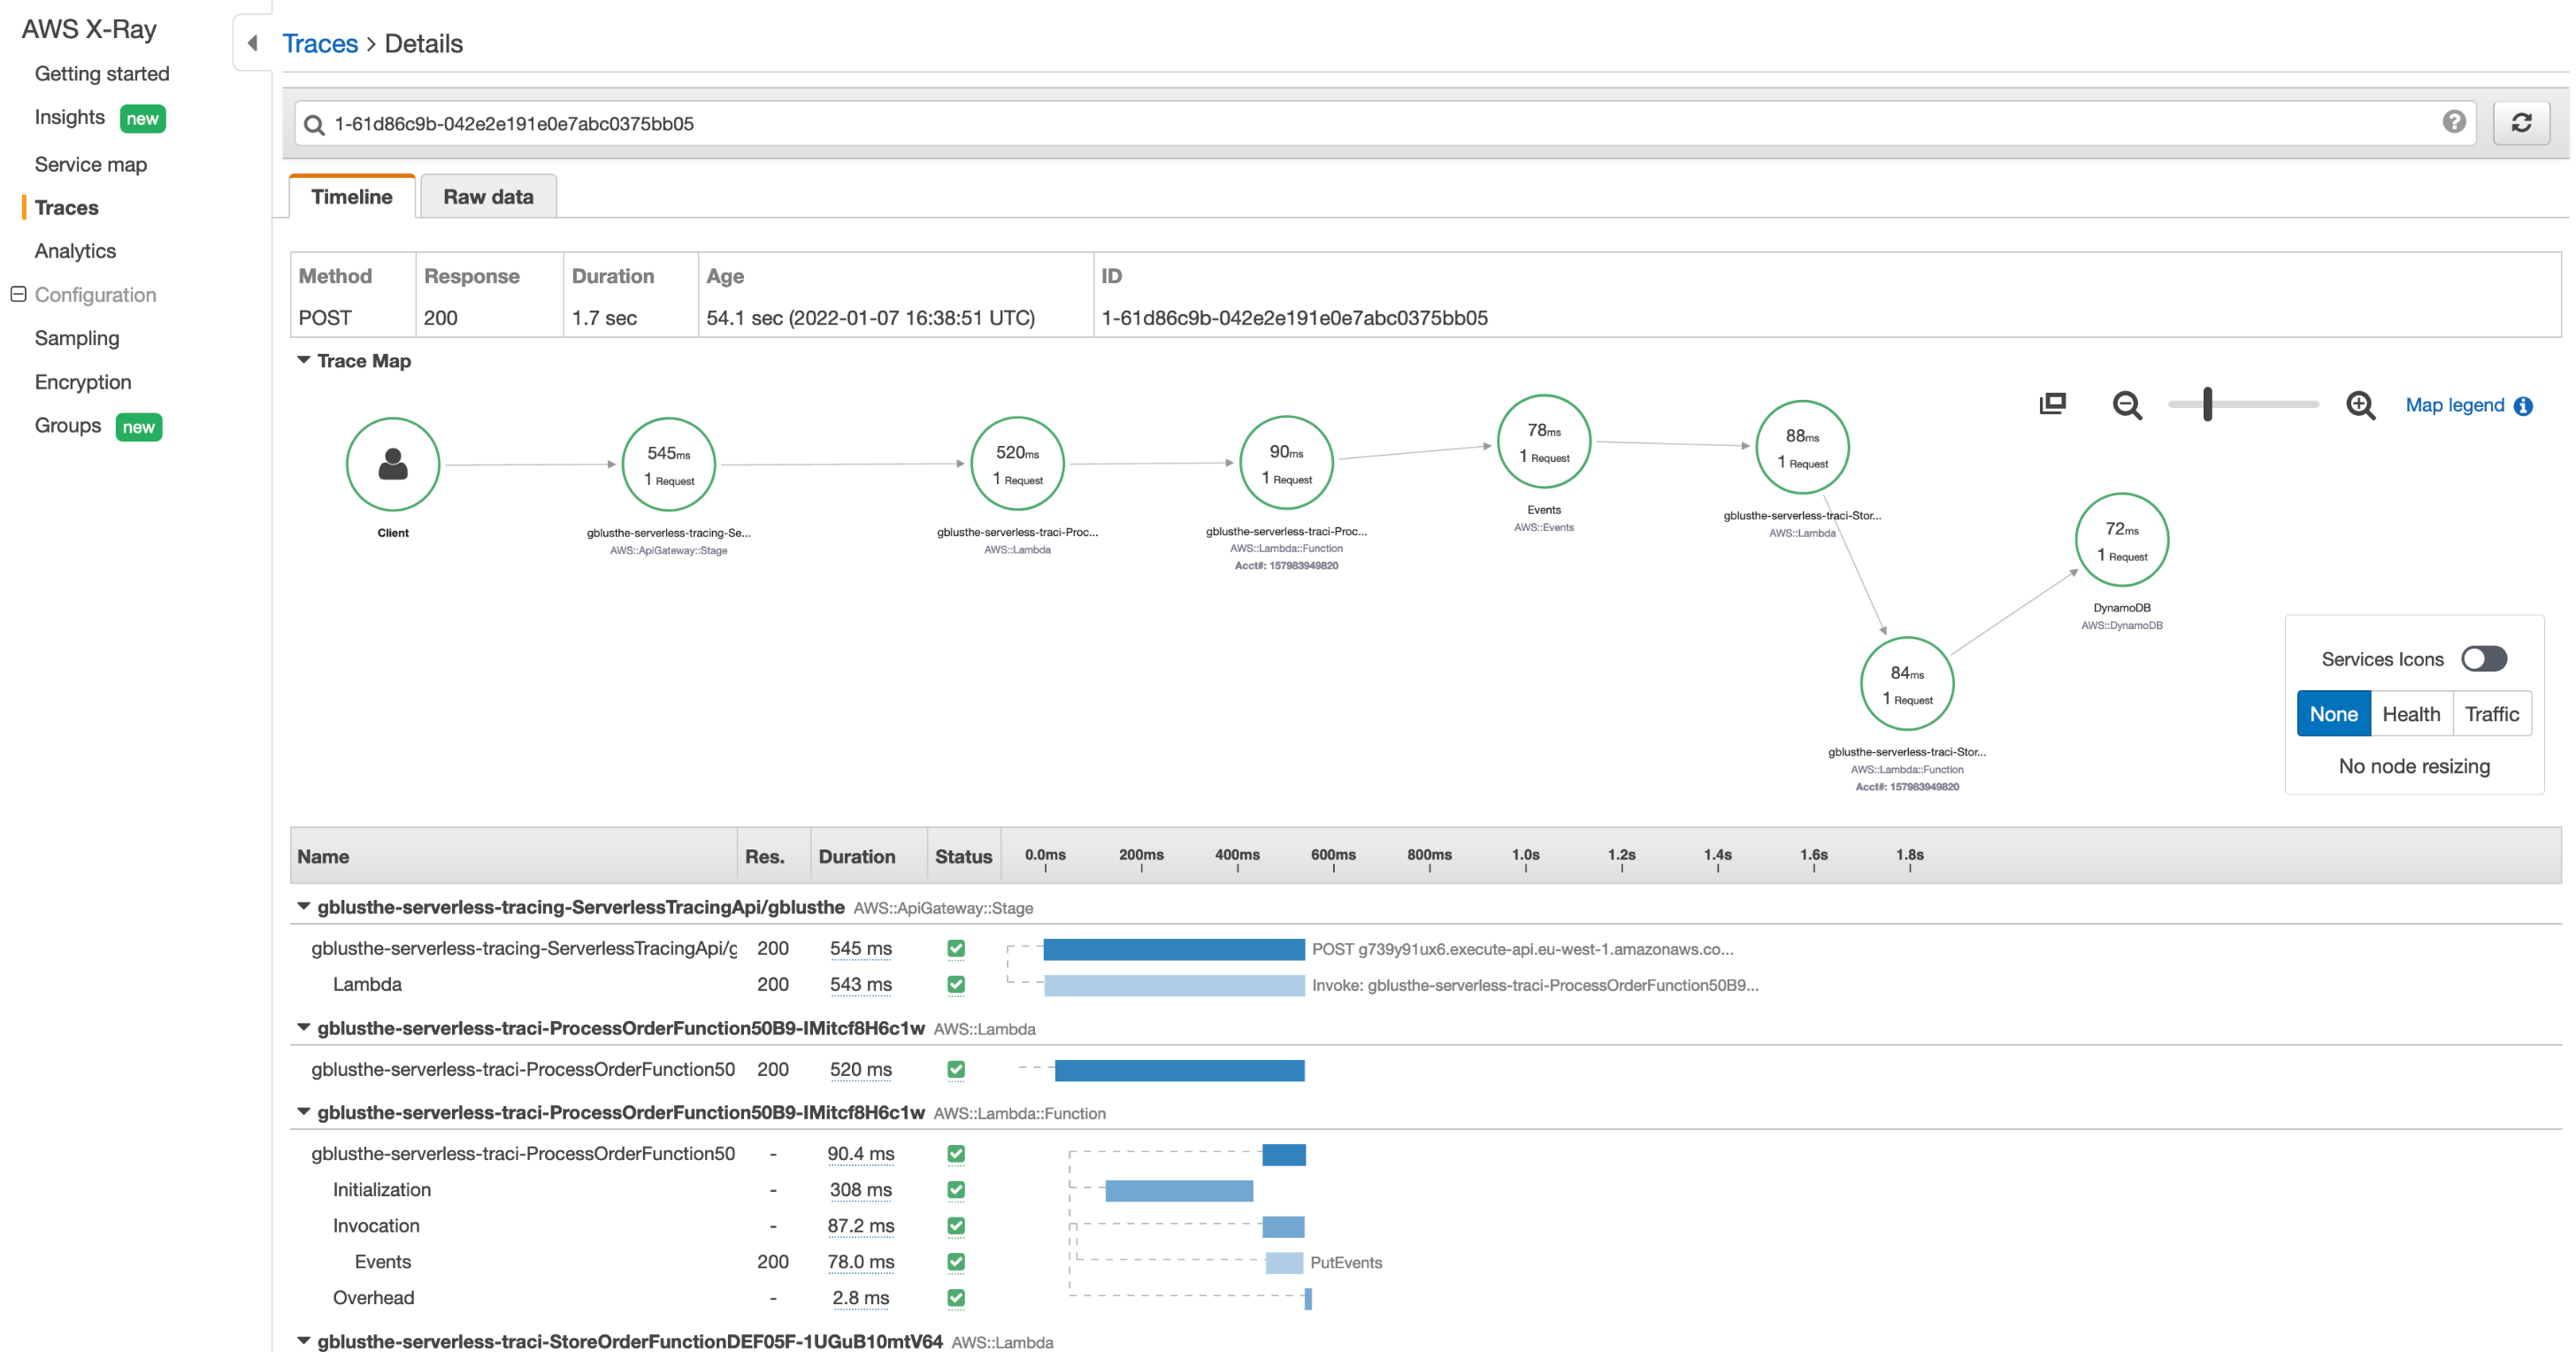 AWS X-Ray
Getting started
Insights new
Service map
Traces
Analytics
Configuration
Sampling
Encryption
Groups new
Traces > Details
1-61d86c9b-042e2e191e0e7abc0375bb05
Timeline Raw data
Method Response Duration Age ID
POST 200 1.7 sec 54.1 sec (2022-01-07 16:38:51 UTC) 1-61d86c9b-042e2e191e0e7abc0375bb05
Trace Map
Map legend
Client
545ms
1 Request
gblusthe-serverless-tracing-Se...
AWS::ApiGateway::Stage
520ms
1 Request
gblusthe-serverless-traci-Proc...
AWS::Lambda
90ms
1 Request
gblusthe-serverless-traci-Proc...
AWS::Lambda::Function
Acct#: 157983949820
78ms
1 Request
Events
AWS::Events
88ms
1 Request
gblusthe-serverless-traci-Stor...
AWS::Lambda
72ms
1 Request
DynamoDB
AWS::DynamoDB
84ms
1 Request
gblusthe-serverless-traci-Stor...
AWS::Lambda::Function
Acct#: 157983949820
Services Icons
None Health Traffic
No node resizing
Name Res. Duration Status 0.0ms 200ms 400ms 600ms 800ms 1.0s 1.2s 1.4s 1.6s 1.8s
gblusthe-serverless-tracing-ServerlessTracingApi/gblusthe AWS::ApiGateway::Stage
gblusthe-serverless-tracing-ServerlessTracingApi/g 200 545 ms POST g739y91ux6.execute-api.eu-west-1.amazonaws.co...
Lambda 200 543 ms Invoke: gblusthe-serverless-traci-ProcessOrderFunction50B9...
gblusthe-serverless-traci-ProcessOrderFunction50B9-IMitcf8H6c1w AWS::Lambda
gblusthe-serverless-traci-ProcessOrderFunction50 200 520 ms
gblusthe-serverless-traci-ProcessOrderFunction50B9-IMitcf8H6c1w AWS::Lambda::Function
gblusthe-serverless-traci-ProcessOrderFunction50 - 90.4 ms
Initialization - 308 ms
Invocation - 87.2 ms
Events 200 78.0 ms PutEvents
Overhead - 2.8 ms
gblusthe-serverless-traci-StoreOrderFunctionDEF05F-1UGuB10mtV64 AWS::Lambda